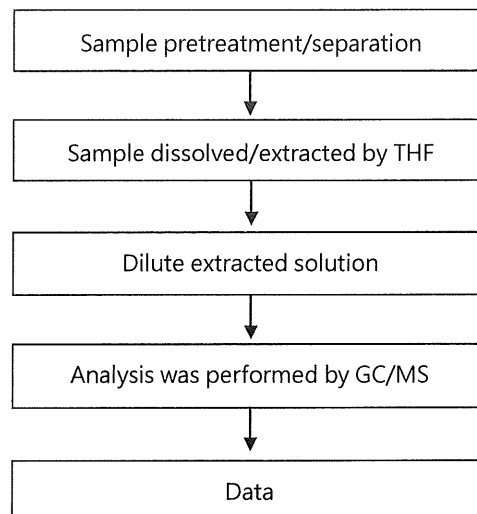 Sample pretreatment/separation
Sample dissolved/extracted by THF
Dilute extracted solution
Analysis was performed by GC/MS
Data